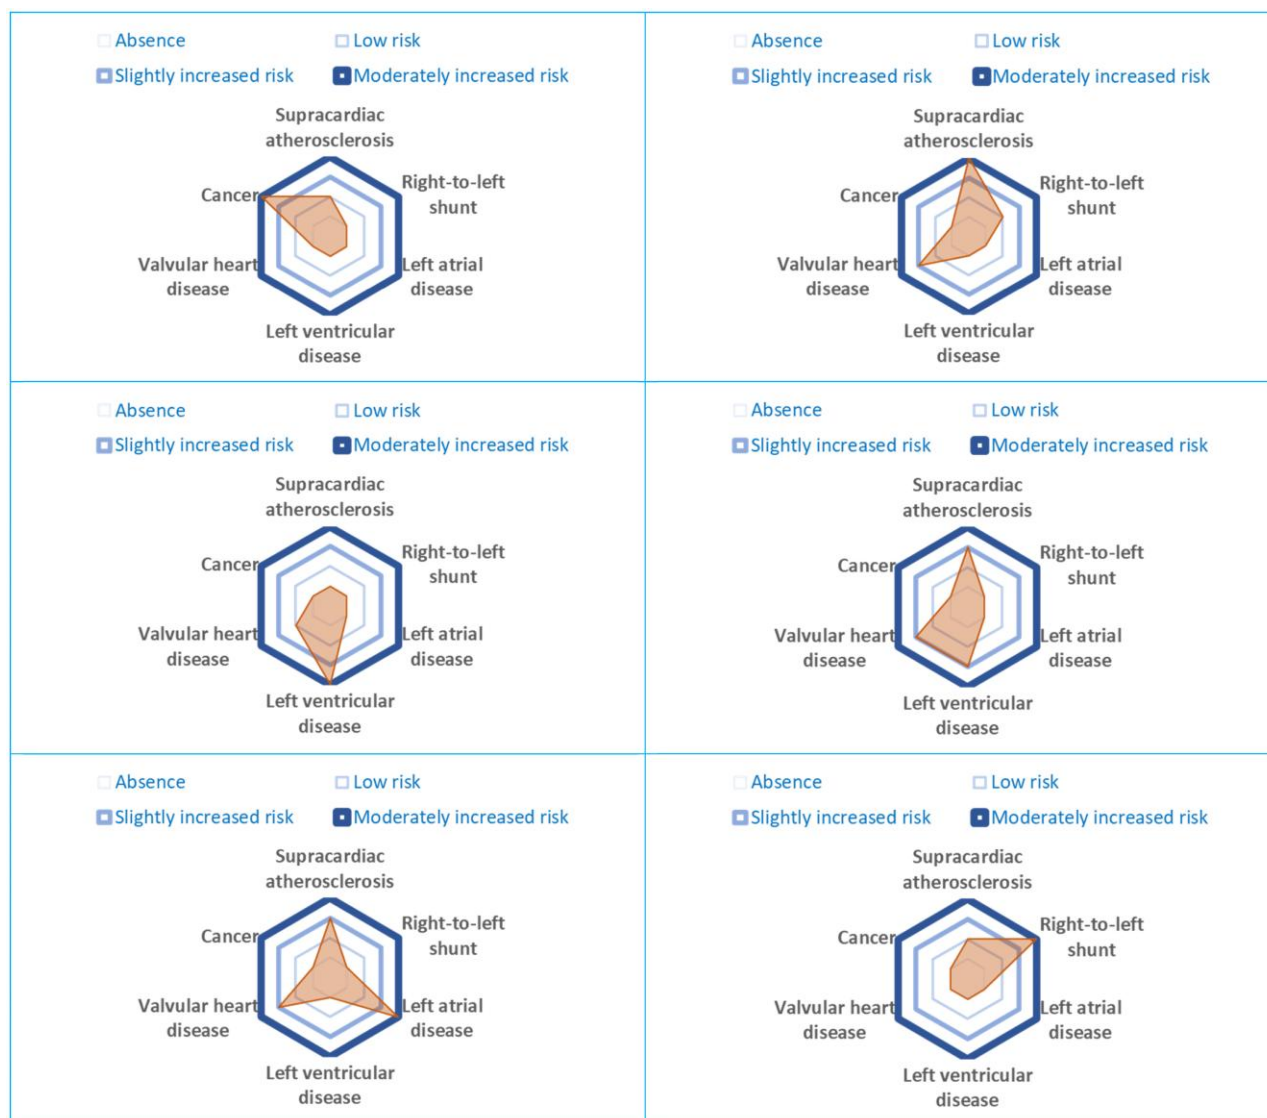 Absence
Low risk
Slightly increased risk
Moderately increased risk
Supracardiac
atherosclerosis
Cancer
Right-to-left
shunt
Valvular heart
disease
Left atrial
disease
Left ventricular
disease
Absence
Low risk
Slightly increased risk
Moderately increased risk
Supracardiac
atherosclerosis
Cancer
Right-to-left
shunt
Valvular heart
disease
Left atrial
disease
Left ventricular
disease
Absence
Low risk
Slightly increased risk
Moderately increased risk
Supracardiac
atherosclerosis
Cancer
Right-to-left
shunt
Valvular heart
disease
Left atrial
disease
Left ventricular
disease
Absence
Low risk
Slightly increased risk
Moderately increased risk
Supracardiac
atherosclerosis
Cancer
Right-to-left
shunt
Valvular heart
disease
Left atrial
disease
Left ventricular
disease
Absence
Low risk
Slightly increased risk
Moderately increased risk
Supracardiac
atherosclerosis
Cancer
Right-to-left
shunt
Valvular heart
disease
Left atrial
disease
Left ventricular
disease
Absence
Low risk
Slightly increased risk
Moderately increased risk
Supracardiac
atherosclerosis
Cancer
Right-to-left
shunt
Valvular heart
disease
Left atrial
disease
Left ventricular
disease